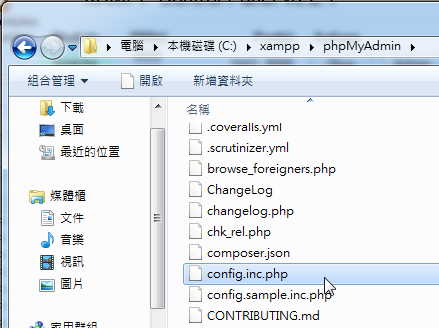 電腦 ▸ 本機磁碟 (C:) ▸ xampp ▸ phpMyAdmin ▸
組合管理 ▼ 開啟 新增資料夾
下載
桌面
最近的位置
媒體櫃
文件
音樂
視訊
圖片
名稱
.coveralls.yml
.scrutinizer.yml
browse_foreigners.php
ChangeLog
changelog.php
chk_rel.php
composer.json
config.inc.php
config.sample.inc.php
CONTRIBUTING.md